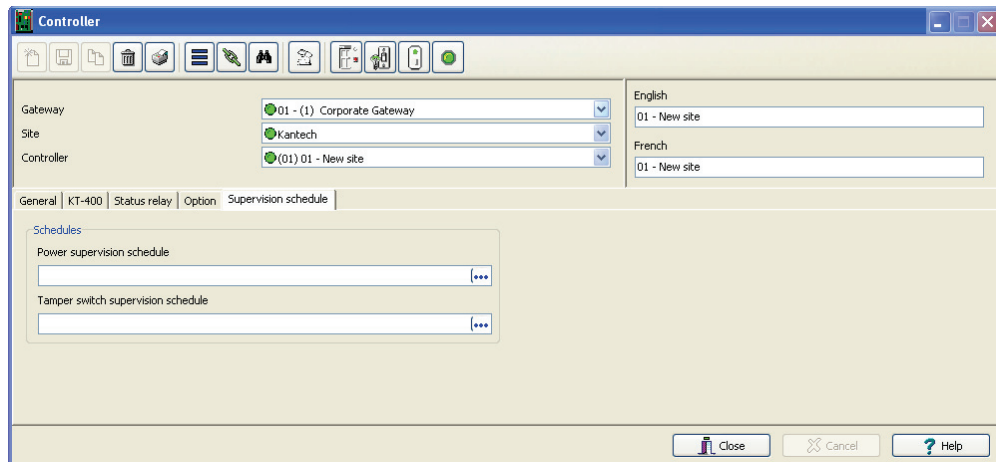 Controller
Gateway
01 - (1) Corporate Gateway
Site
Kantech
Controller
(01) 01 - New site
English
01 - New site
French
01 - New site
General KT-400 Status relay Option Supervision schedule
Schedules
Power supervision schedule
Tamper switch supervision schedule
Close Cancel Help